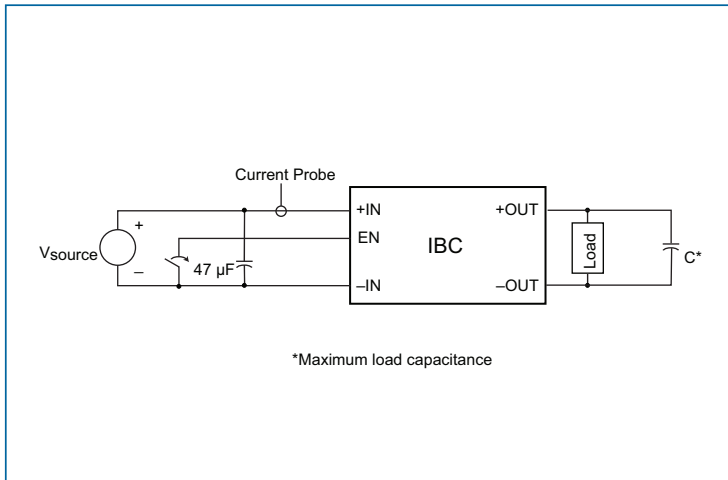 Current Probe
+IN
+OUT
+
EN
IBC
Load
Vsource
47 µF
C*
–
–IN
–OUT
*Maximum load capacitance